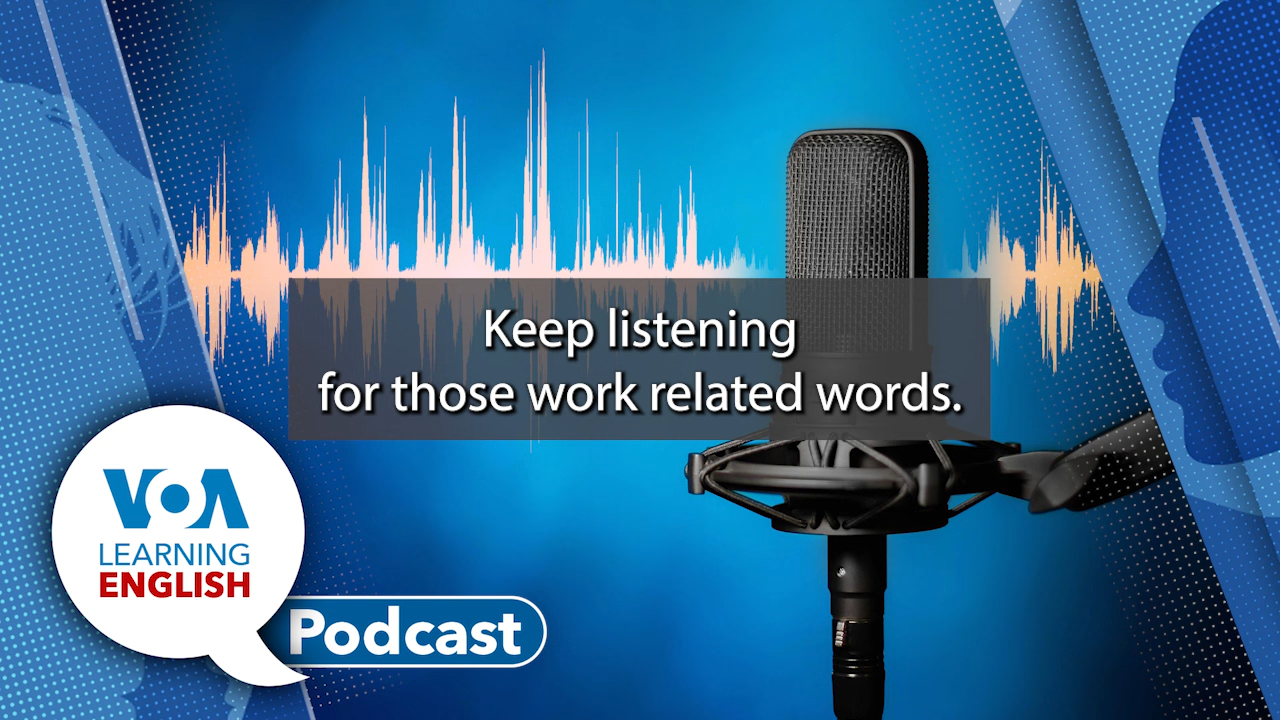 Keep listening
for those work related words.
VOA
LEARNING
ENGLISH
Podcast